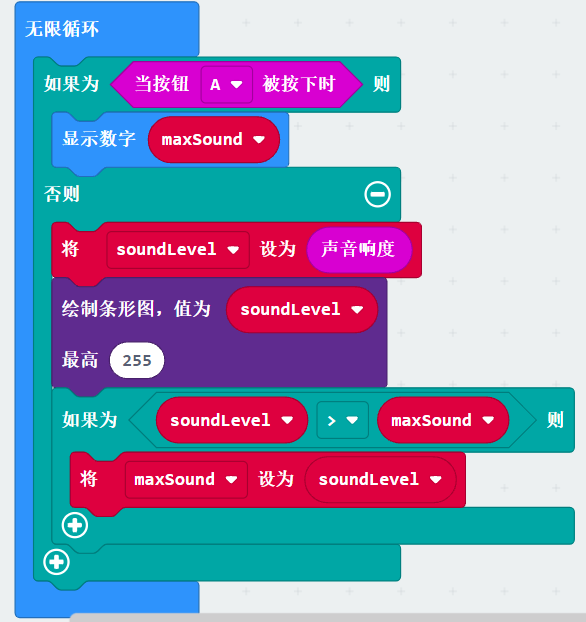 无限循环
如果为 当按钮 A 被按下时 则
显示数字 maxSound
否则
将 soundLevel 设为 声音响度
绘制条形图，值为 soundLevel
最高 255
如果为 soundLevel > maxSound 则
将 maxSound 设为 soundLevel